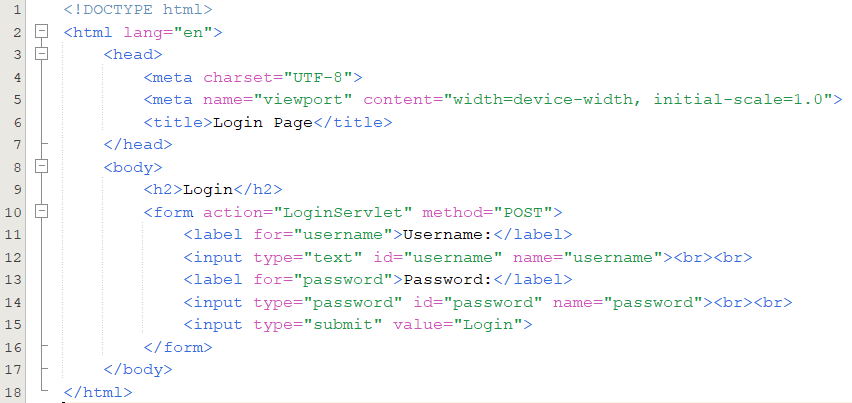 1 <!DOCTYPE html>
2 <html lang="en">
3 <head>
4 <meta charset="UTF-8">
5 <meta name="viewport" content="width=device-width, initial-scale=1.0">
6 <title>Login Page</title>
7 </head>
8 <body>
9 <h2>Login</h2>
10 <form action="LoginServlet" method="POST">
11 <label for="username">Username:</label>
12 <input type="text" id="username" name="username"><br><br>
13 <label for="password">Password:</label>
14 <input type="password" id="password" name="password"><br><br>
15 <input type="submit" value="Login">
16 </form>
17 </body>
18 </html>